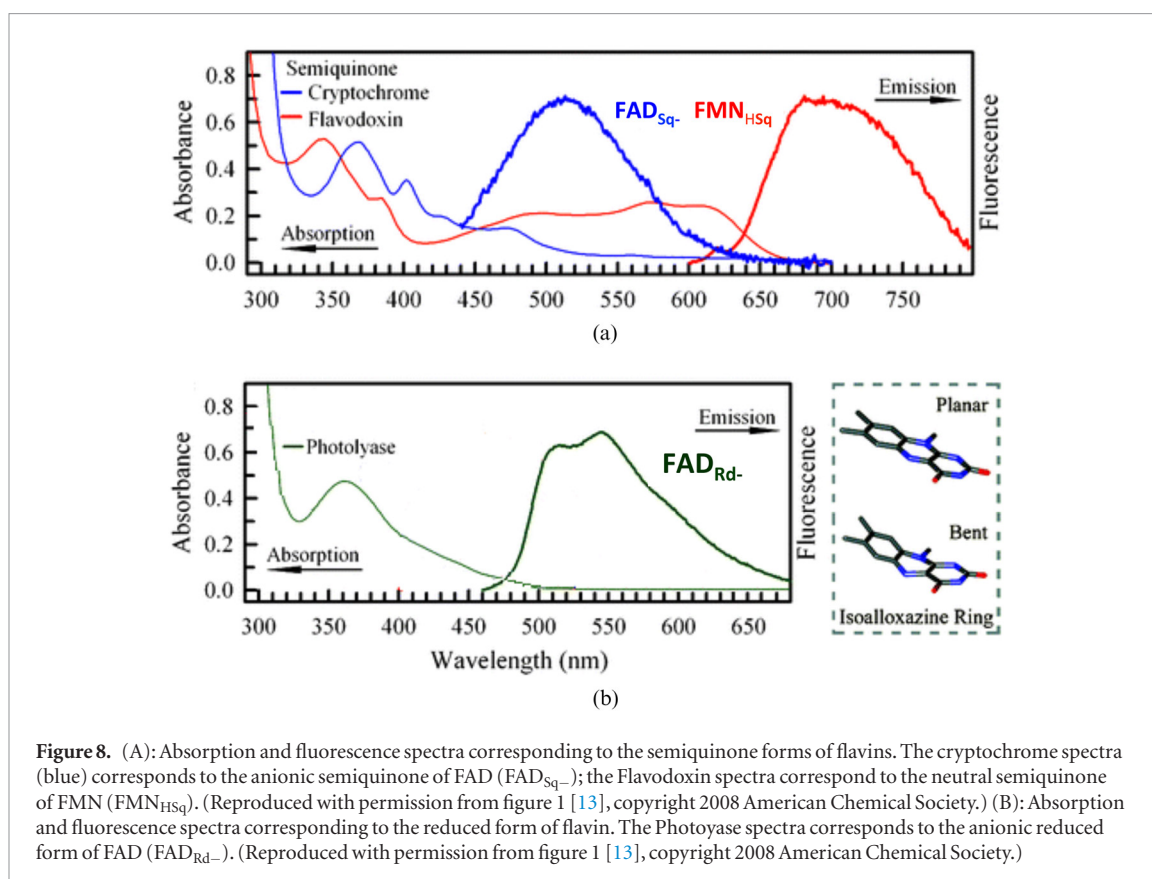 Semiquinone
Cryptochrome
Flavodoxin
FAD_Sq- FMN_HSq
Emission
Absorbance
Fluorescence
Absorption
0.8
0.6
0.4
0.2
0.0
300 350 400 450 500 550 600 650 700 750
(a)
Photolyase
FAD_Rd-
Emission
Absorbance
Fluorescence
Absorption
0.8
0.6
0.4
0.2
0.0
300 350 400 450 500 550 600 650
Wavelength (nm)
Planar
Bent
Isoalloxazine Ring
(b)
Figure 8. (A): Absorption and fluorescence spectra corresponding to the semiquinone forms of flavins. The cryptochrome spectra
(blue) corresponds to the anionic semiquinone of FAD (FAD_Sq−); the Flavodoxin spectra correspond to the neutral semiquinone
of FMN (FMN_HSq). (Reproduced with permission from figure 1 [13], copyright 2008 American Chemical Society.) (B): Absorption
and fluorescence spectra corresponding to the reduced form of flavin. The Photoyase spectra corresponds to the anionic reduced
form of FAD (FAD_Rd−). (Reproduced with permission from figure 1 [13], copyright 2008 American Chemical Society.)